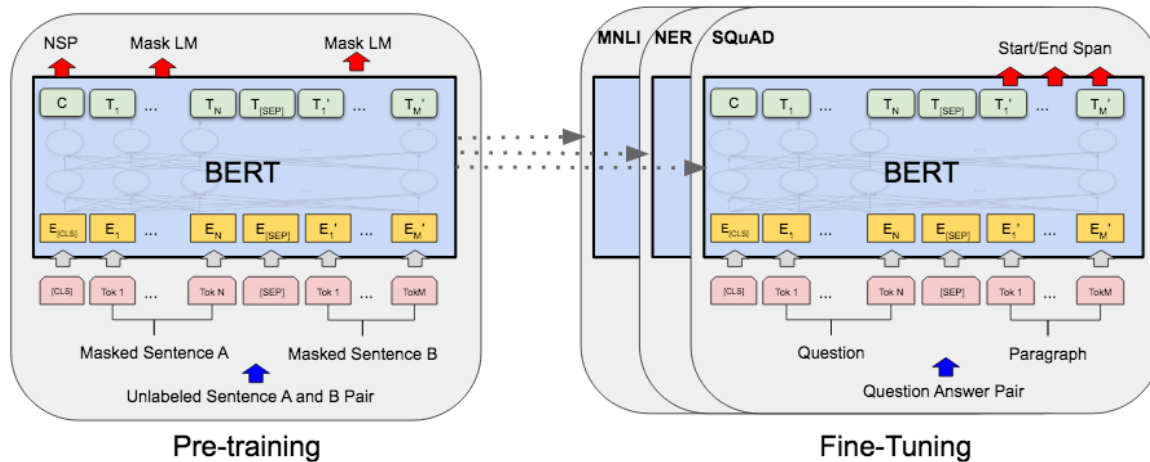 NSP Mask LM Mask LM
C T1 ... TN T[SEP] T1' ... TM'
...
BERT
...
E[CLS] E1 ... EN E[SEP] E1' ... EM'
[CLS] Tok 1 ... Tok N [SEP] Tok 1 ... TokM
Masked Sentence A Masked Sentence B
Unlabeled Sentence A and B Pair
Pre-training
MNLI NER SQuAD
Start/End Span
C T1 ... TN T[SEP] T1' ... TM'
...
BERT
...
E[CLS] E1 ... EN E[SEP] E1' ... EM'
[CLS] Tok 1 ... Tok N [SEP] Tok 1 ... TokM
Question Paragraph
Question Answer Pair
Fine-Tuning